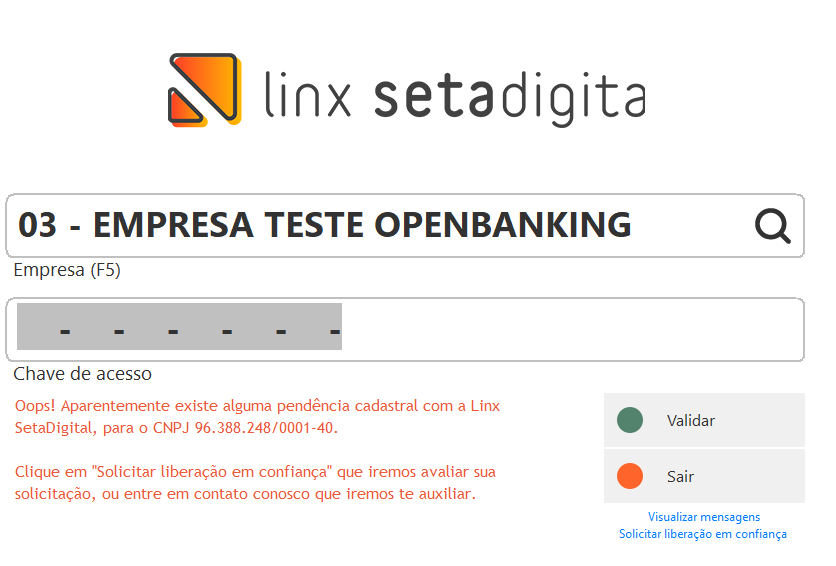 linx setadigita
03 - EMPRESA TESTE OPENBANKING
Empresa (F5)
- - - - - -
Chave de acesso
Oops! Aparentemente existe alguma pendência cadastral com a Linx
SetaDigital, para o CNPJ 96.388.248/0001-40.
Clique em "Solicitar liberação em confiança" que iremos avaliar sua
solicitação, ou entre em contato conosco que iremos te auxiliar.
Validar
Sair
Visualizar mensagens
Solicitar liberação em confiança